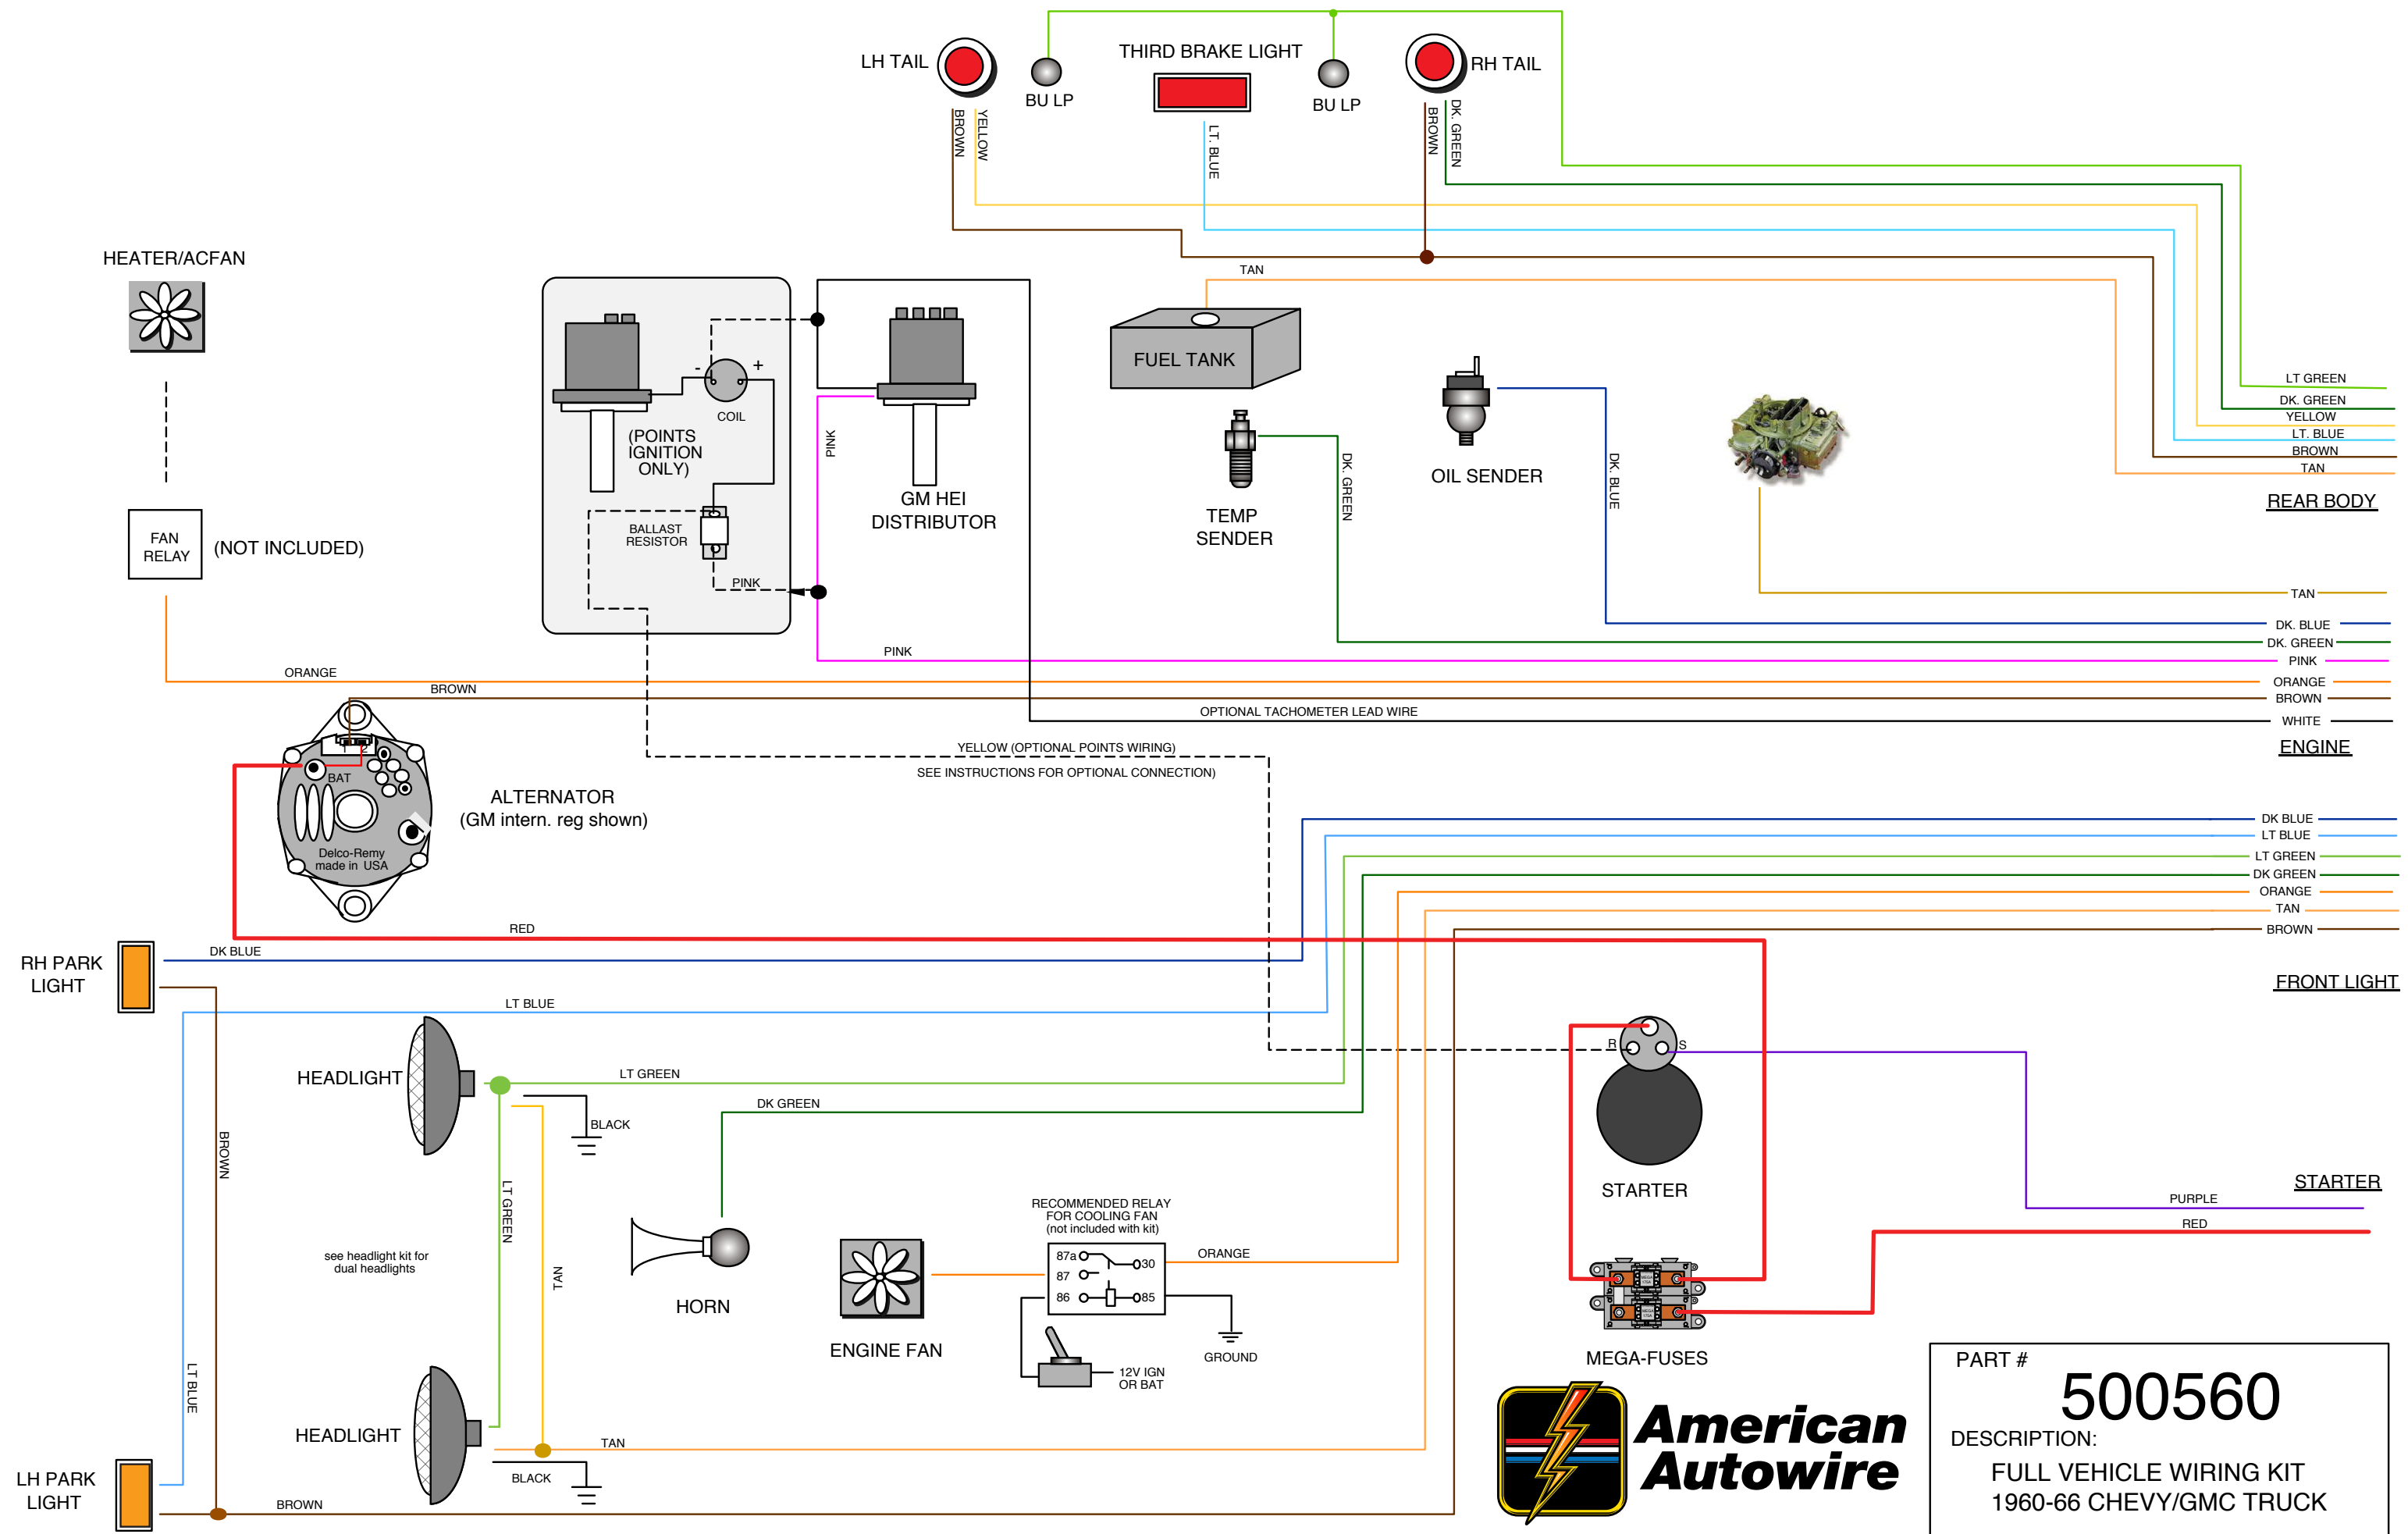 LH TAIL
BU LP
THIRD BRAKE LIGHT
BU LP
RH TAIL
BROWN
YELLOW
LT. BLUE
BROWN
DK. GREEN
HEATER/ACFAN
FAN
RELAY
(NOT INCLUDED)
- +
COIL
(POINTS
IGNITION
ONLY)
BALLAST
RESISTOR
PINK
PINK
GM HEI
DISTRIBUTOR
TAN
FUEL TANK
TEMP
SENDER
DK. GREEN
OIL SENDER
DK. BLUE
LT GREEN
DK. GREEN
YELLOW
LT. BLUE
BROWN
TAN
REAR BODY
TAN
DK. BLUE
DK. GREEN
PINK
PINK
ORANGE
ORANGE
BROWN
BROWN
OPTIONAL TACHOMETER LEAD WIRE
WHITE
ENGINE
YELLOW (OPTIONAL POINTS WIRING)
SEE INSTRUCTIONS FOR OPTIONAL CONNECTION)
1 2
BAT
Delco-Remy
made in USA
ALTERNATOR
(GM intern. reg shown)
DK BLUE
LT BLUE
LT GREEN
DK GREEN
ORANGE
TAN
BROWN
FRONT LIGHT
RED
RH PARK
LIGHT
DK BLUE
LT BLUE
HEADLIGHT
LT GREEN
DK GREEN
BLACK
BROWN
LT GREEN
TAN
see headlight kit for
dual headlights
HORN
ENGINE FAN
RECOMMENDED RELAY
FOR COOLING FAN
(not included with kit)
87a
30
87
86
85
ORANGE
GROUND
12V IGN
OR BAT
R S
STARTER
STARTER
PURPLE
RED
MEGA-FUSES
LT BLUE
HEADLIGHT
TAN
BLACK
LH PARK
LIGHT
BROWN
American
Autowire
PART #
500560
DESCRIPTION:
FULL VEHICLE WIRING KIT
1960-66 CHEVY/GMC TRUCK